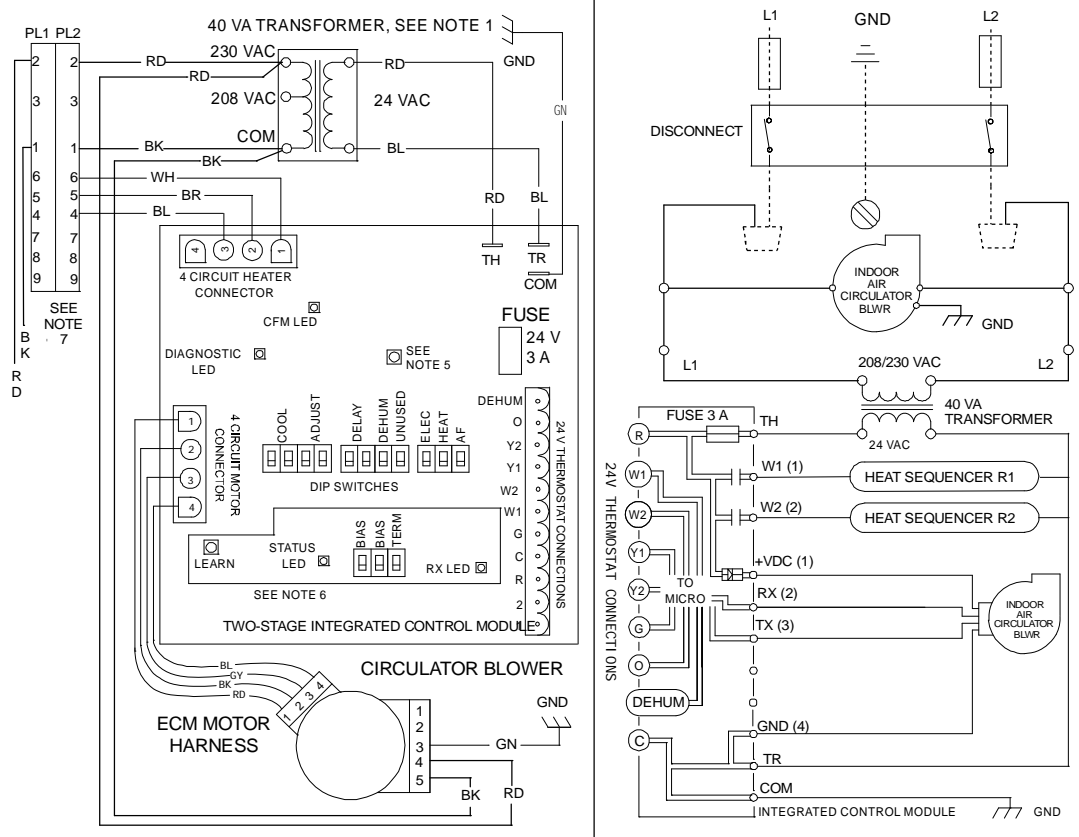 40 VA TRANSFORMER, SEE NOTE 1
PL1 PL2
230 VAC
208 VAC
COM
24 VAC
GND
RD
RD
BK
BK
WH
BR
BL
RD
BL
RD
BL
GN
2
3
1
6
5
4
7
8
9
2
3
1
6
5
4
7
8
9
SEE
NOTE
7
BK
RD
4
3
2
1
4 CIRCUIT HEATER
CONNECTOR
TH
TR
COM
CFM LED
FUSE
24 V
3 A
DIAGNOSTIC
LED
SEE
NOTE 5
1
2
3
4
4 CIRCUIT MOTOR
CONNECTOR
COOL
ADJUST
DELAY
DEHUM
UNUSED
ELEC
HEAT
AF
DIP SWITCHES
DEHUM
O
Y2
Y1
W2
W1
G
C
R
2
1
24V THERMOSTAT CONNECTIONS
LEARN
STATUS
LED
BIAS
BIAS
TERM
RX LED
SEE NOTE 6
TWO-STAGE INTEGRATED CONTROL MODULE
BL
GY
BK
RD
1 2 3 4
CIRCULATOR BLOWER
ECM MOTOR
HARNESS
1
2
3
4
5
GND
GN
BK
RD
L1
GND
L2
DISCONNECT
INDOOR
AIR
CIRCULATOR
BLWR
GND
L1
L2
208/230 VAC
40 VA
TRANSFORMER
24 VAC
FUSE 3 A
TH
R
W1
W2
Y1
Y2
G
O
DEHUM
C
24V THERMOSTAT CONNECTIONS
TO
MICRO
W1 (1)
HEAT SEQUENCER R1
W2 (2)
HEAT SEQUENCER R2
+VDC (1)
RX (2)
TX (3)
INDOOR
AIR
CIRCULATOR
BLWR
GND (4)
TR
COM
INTEGRATED CONTROL MODULE
GND